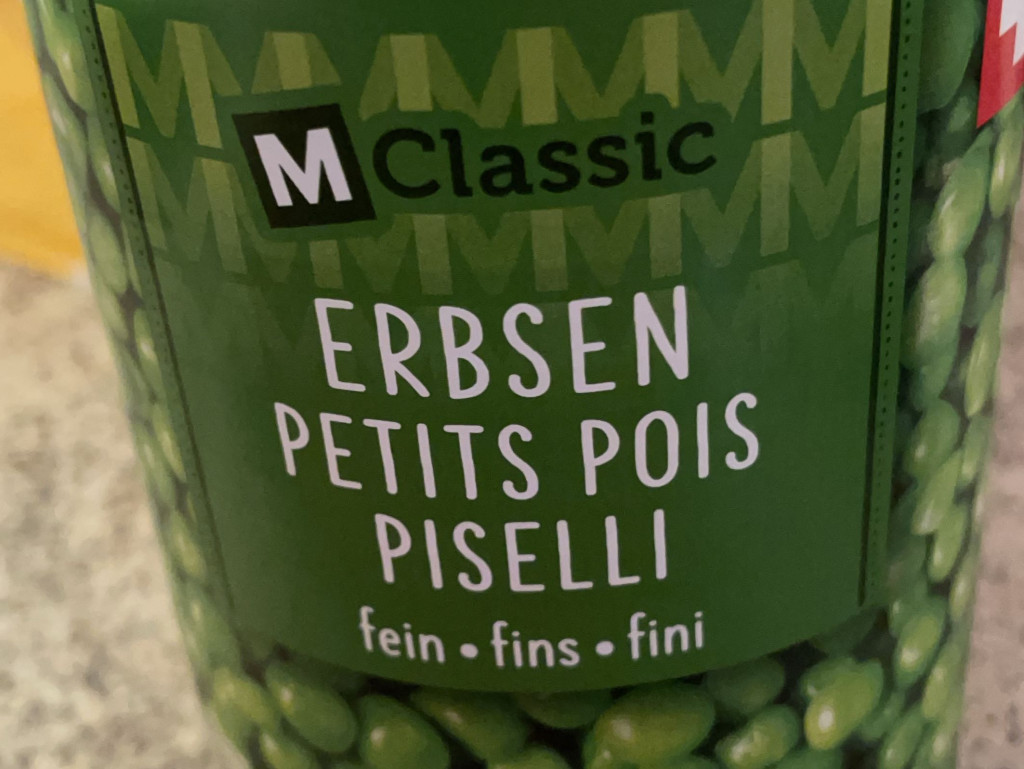 M Classic
ERBSEN
PETITS POIS
PISELLI
fein • fins • fini